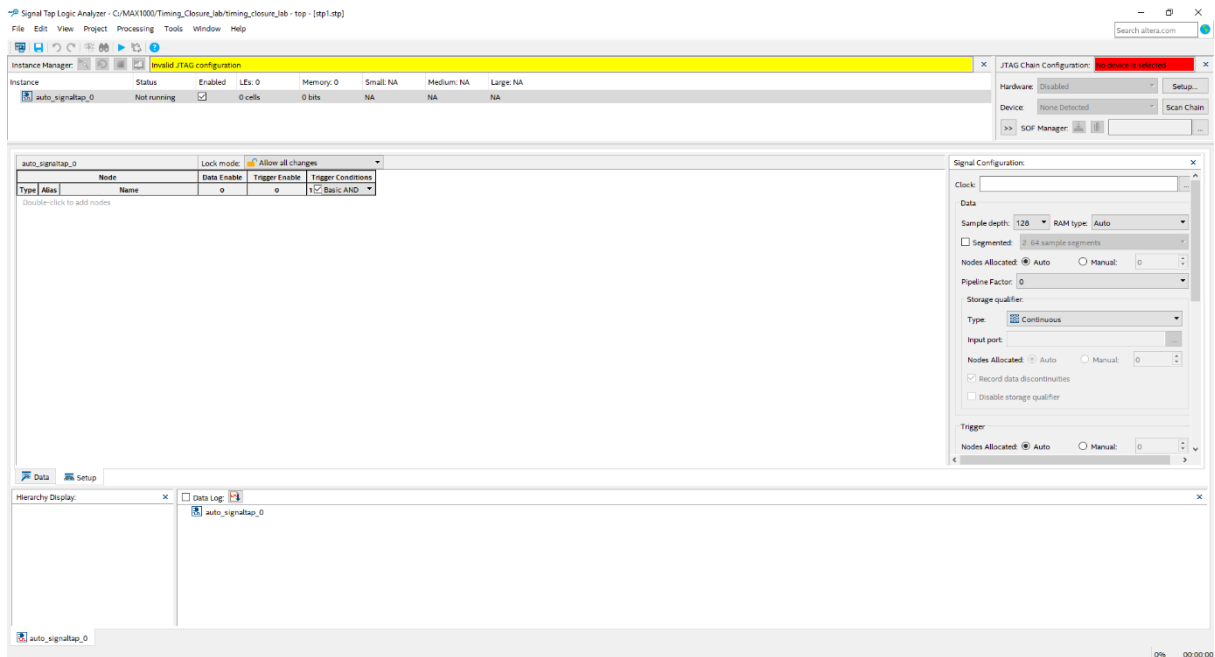 Signal Tap Logic Analyzer - C:/MAX1000/Timing_Closure_lab/timing_closure_lab - top - [stp1.stp]
File Edit View Project Processing Tools Window Help
Search altera.com
Instance Manager: Invalid JTAG configuration
JTAG Chain Configuration: No device is selected
Instance Status Enabled LEs: 0 Memory: 0 Small: NA Medium: NA Large: NA
auto_signaltap_0 Not running 0 cells 0 bits NA NA NA
Hardware: Disabled Setup...
Device: None Detected Scan Chain
>> SOF Manager: ...
auto_signaltap_0 Lock mode: Allow all changes
Node Data Enable Trigger Enable Trigger Conditions
Type Alias Name 0 0 1 Basic AND
Double-click to add nodes
Signal Configuration:
Clock: ...
Data
Sample depth: 128 RAM type: Auto
Segmented: 2 64 sample segments
Nodes Allocated: Auto Manual: 0
Pipeline Factor: 0
Storage qualifier:
Type: Continuous
Input port: ...
Nodes Allocated: Auto Manual: 0
Record data discontinuities
Disable storage qualifier
Trigger
Nodes Allocated: Auto Manual: 0
Data Setup
Hierarchy Display:
Data Log:
auto_signaltap_0
auto_signaltap_0
0% 00:00:00